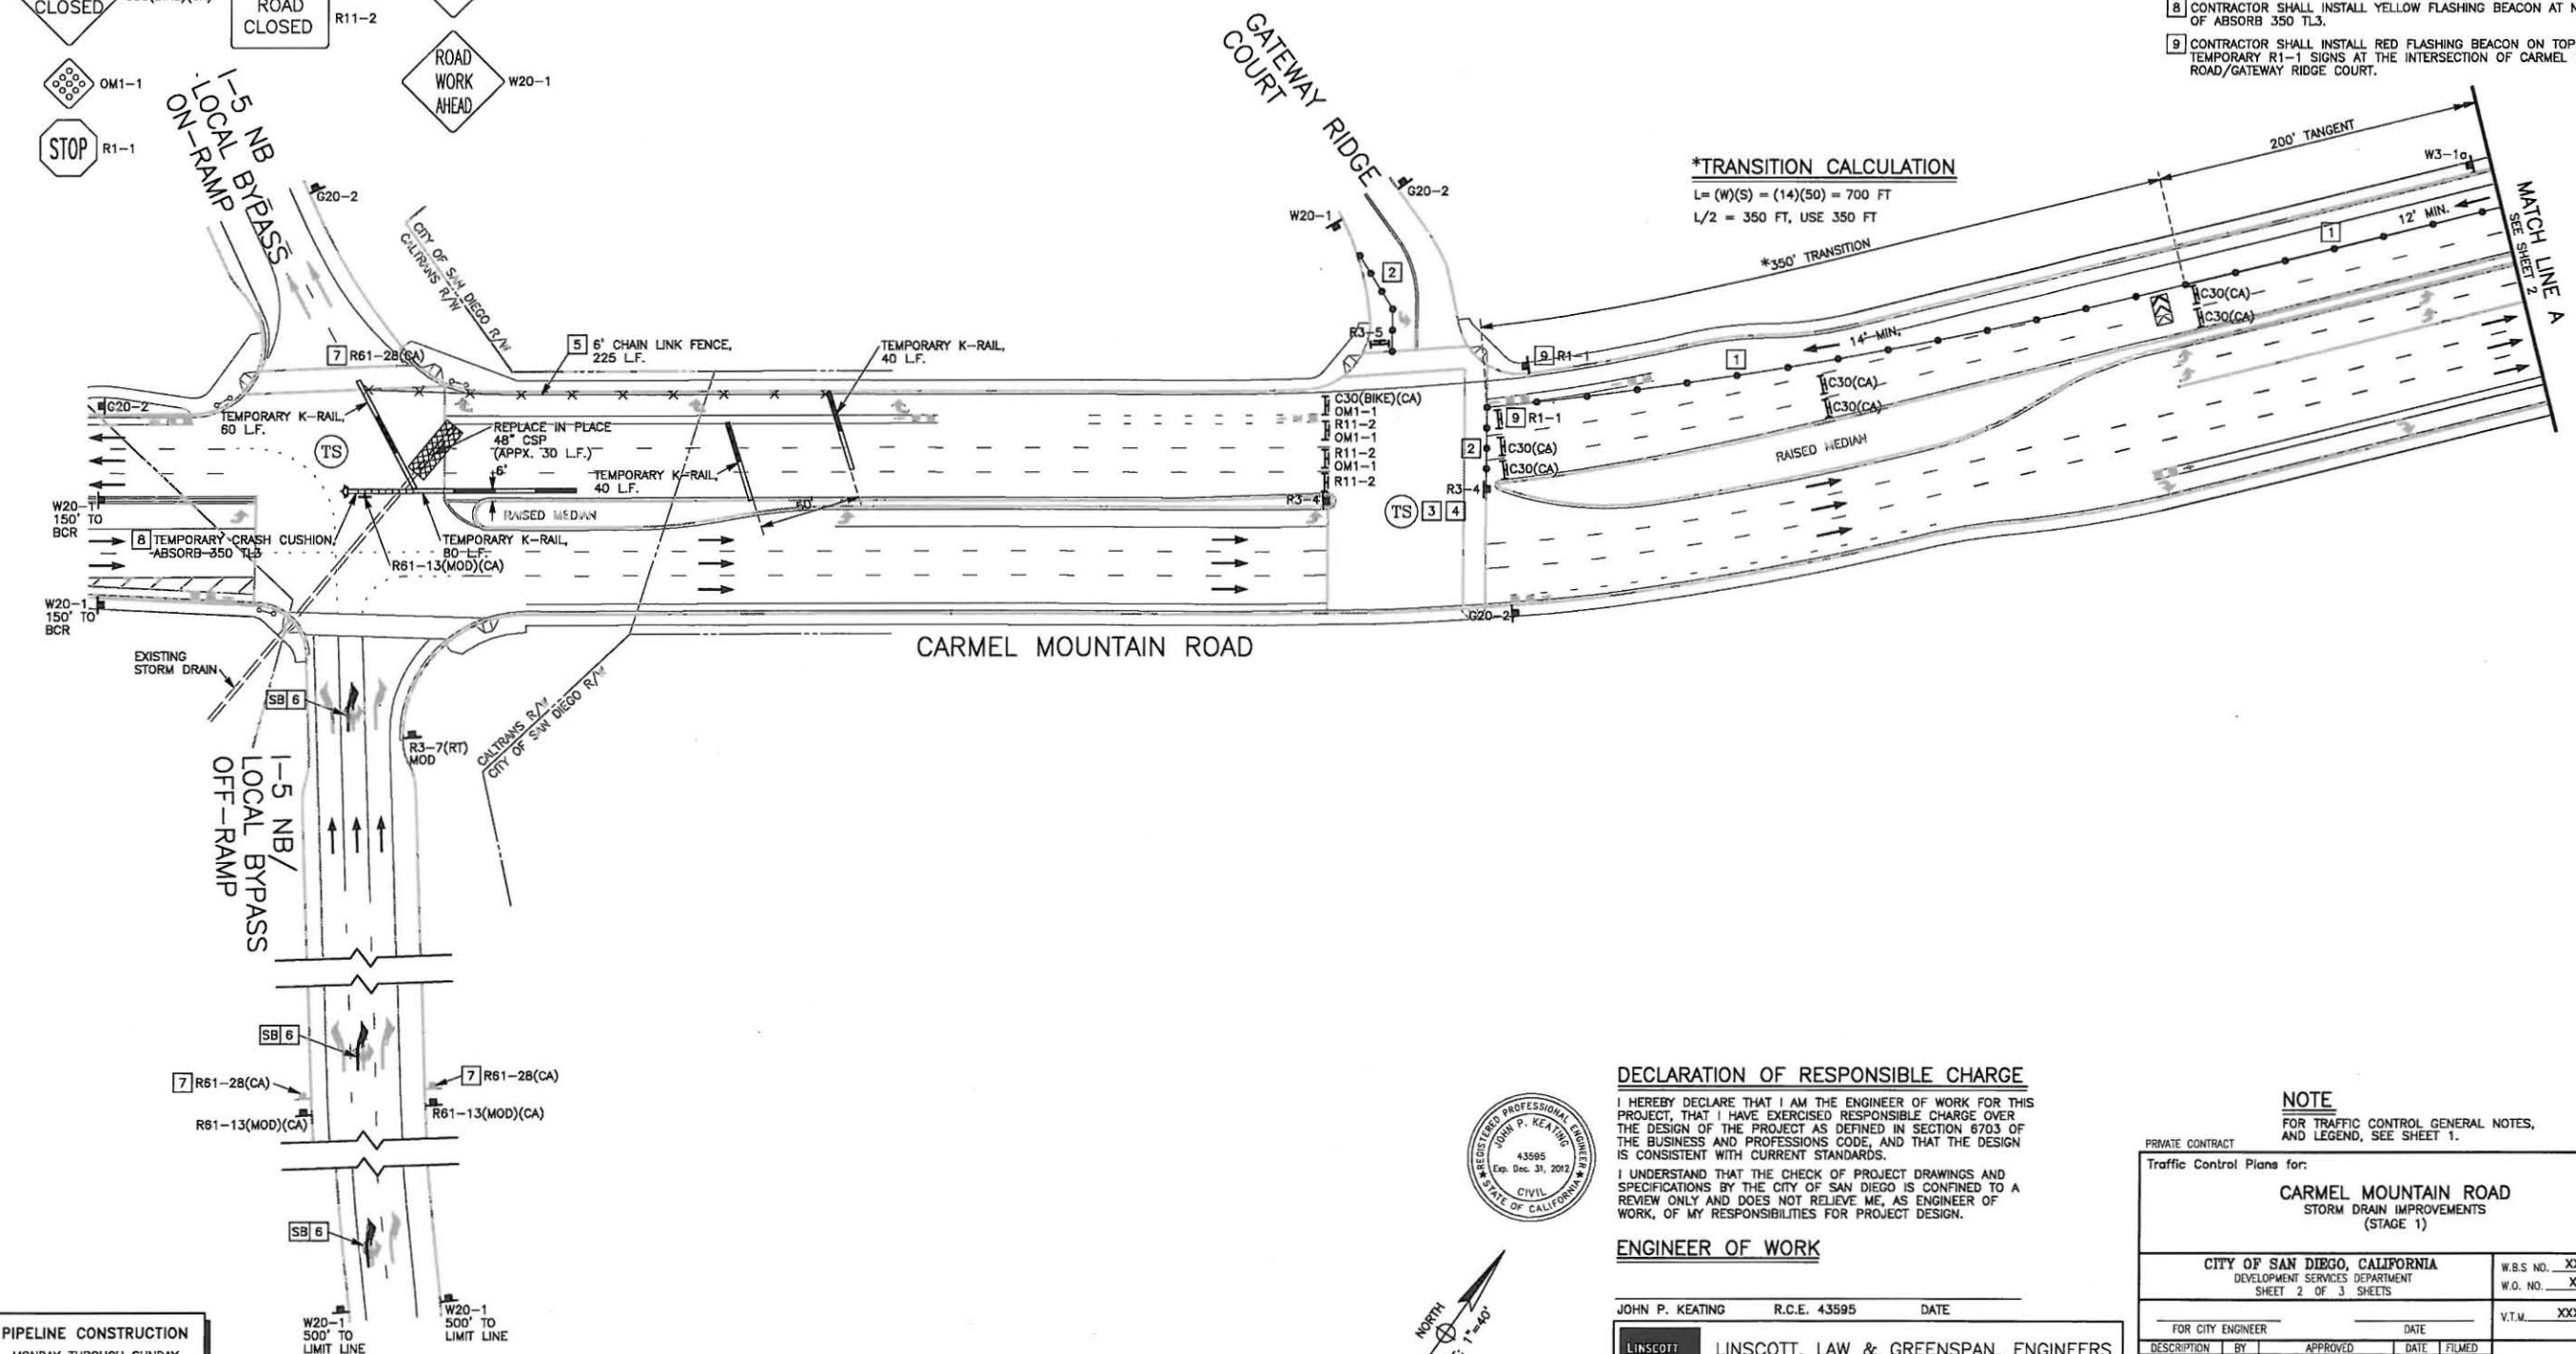 CLOSED
ROAD
CLOSED
R11-2
OM1-1
STOP
R1-1
ROAD
WORK
AHEAD
W20-1
8 CONTRACTOR SHALL INSTALL YELLOW FLASHING BEACON AT
OF ABSORB 350 TL3.
9 CONTRACTOR SHALL INSTALL RED FLASHING BEACON ON TOP
TEMPORARY R1-1 SIGNS AT THE INTERSECTION OF CARMEL
ROAD/GATEWAY RIDGE COURT.
I-5 NB
LOCAL BYPASS
ON-RAMP
G20-2
CITY OF SAN DIEGO R/W
CALTRANS R/W
GATEWAY RIDGE
COURT
G20-2
W20-1
2
R3-5
*TRANSITION CALCULATION
L= (W)(S) = (14)(50) = 700 FT
L/2 = 350 FT, USE 350 FT
*350' TRANSITION
200' TANGENT
W3-1a
12' MIN.
1
MATCH LINE A
SEE SHEET 2
C30(CA)
C30(CA)
14' MIN.
1
C30(CA)
C30(CA)
9 R1-1
7 R61-28(CA)
5 6' CHAIN LINK FENCE,
225 L.F.
TEMPORARY K-RAIL,
40 L.F.
G20-2
TEMPORARY K-RAIL,
60 L.F.
TS
REPLACE IN PLACE
48" CSP
(APPX. 30 L.F.)
6'
TEMPORARY K-RAIL,
40 L.F.
60'
C30(BIKE)(CA)
OM1-1
R11-2
OM1-1
R11-2
OM1-1
R11-2
R3-4
9 R1-1
2
C30(CA)
C30(CA)
R3-4
TS 3 4
RAISED MEDIAN
RAISED MEDIAN
W20-1
150' TO
BCR
8 TEMPORARY CRASH CUSHION,
ABSORB 350 TL3
TEMPORARY K-RAIL,
80 L.F.
R61-13(MOD)(CA)
W20-1
150' TO
BCR
G20-2
CARMEL MOUNTAIN ROAD
EXISTING
STORM DRAIN
SB 6
R3-7(RT)
MOD
CALTRANS R/W
CITY OF SAN DIEGO R/W
I-5 NB/
LOCAL BYPASS
OFF-RAMP
SB 6
7 R61-28(CA)
7 R61-28(CA)
R61-13(MOD)(CA)
R61-13(MOD)(CA)
SB 6
W20-1
500' TO
LIMIT LINE
W20-1
500' TO
LIMIT LINE
PIPELINE CONSTRUCTION
MONDAY THROUGH SUNDAY
NORTH
1"=40'
REGISTERED PROFESSIONAL ENGINEER
JOHN P. KEATING
43595
Exp. Dec. 31, 2012
CIVIL
STATE OF CALIFORNIA
DECLARATION OF RESPONSIBLE CHARGE
I HEREBY DECLARE THAT I AM THE ENGINEER OF WORK FOR THIS
PROJECT, THAT I HAVE EXERCISED RESPONSIBLE CHARGE OVER
THE DESIGN OF THE PROJECT AS DEFINED IN SECTION 6703 OF
THE BUSINESS AND PROFESSIONS CODE, AND THAT THE DESIGN
IS CONSISTENT WITH CURRENT STANDARDS.
I UNDERSTAND THAT THE CHECK OF PROJECT DRAWINGS AND
SPECIFICATIONS BY THE CITY OF SAN DIEGO IS CONFINED TO A
REVIEW ONLY AND DOES NOT RELIEVE ME, AS ENGINEER OF
WORK, OF MY RESPONSIBILITIES FOR PROJECT DESIGN.
ENGINEER OF WORK
JOHN P. KEATING R.C.E. 43595 DATE
LINSCOTT
LINSCOTT, LAW & GREENSPAN, ENGINEERS
NOTE
FOR TRAFFIC CONTROL GENERAL NOTES,
AND LEGEND, SEE SHEET 1.
PRIVATE CONTRACT
Traffic Control Plans for:
CARMEL MOUNTAIN ROAD
STORM DRAIN IMPROVEMENTS
(STAGE 1)
CITY OF SAN DIEGO, CALIFORNIA
DEVELOPMENT SERVICES DEPARTMENT
SHEET 2 OF 3 SHEETS
W.B.S NO.
W.O. NO.
FOR CITY ENGINEER DATE
V.T.M.
DESCRIPTION BY APPROVED DATE FILMED